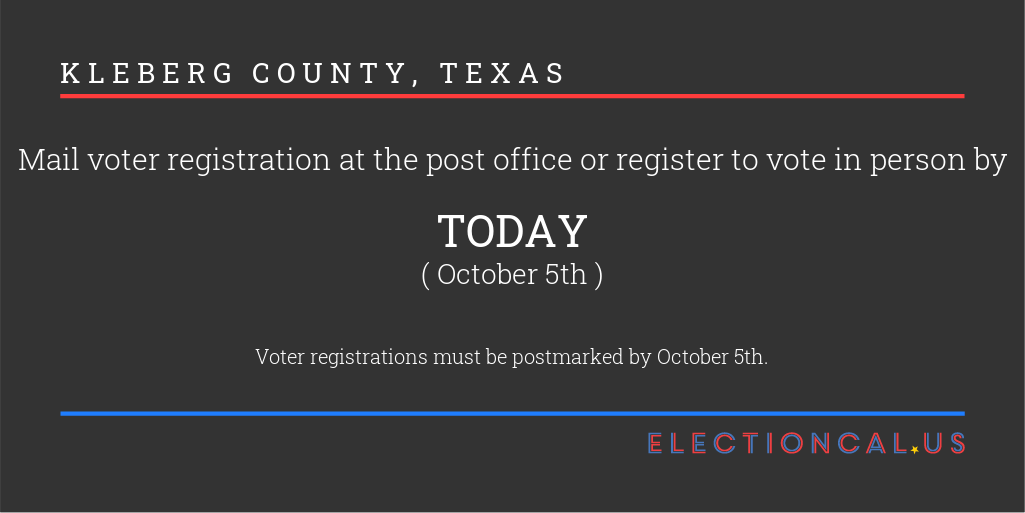 KLEBERG COUNTY, TEXAS
Mail voter registration at the post office or register to vote in person by
TODAY
( October 5th )
Voter registrations must be postmarked by October 5th.
ELECTIONCAL.US